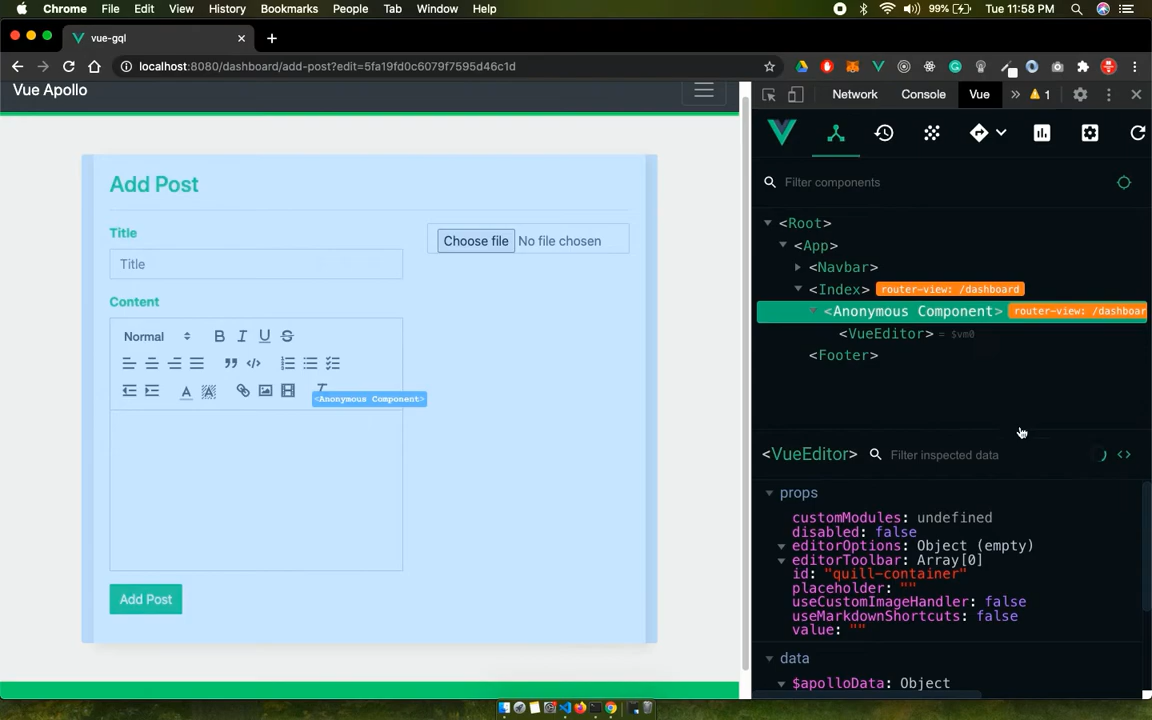 Chrome File Edit View History Bookmarks People Tab Window Help 99% Tue 11:58 PM
vue-gql
localhost:8080/dashboard/add-post?edit=5fa19fd0c6079f7595d46c1d
Vue Apollo
Network Console Vue » 1
Filter components
Add Post
Title
Choose file No file chosen
Title
Content
Normal
<Anonymous Component>
Add Post
<Root>
<App>
<Navbar>
<Index> router-view: /dashboard
<Anonymous Component> router-view: /dashboar
<VueEditor> = $vm0
<Footer>
<VueEditor> Filter inspected data
props
customModules: undefined
disabled: false
editorOptions: Object (empty)
editorToolbar: Array[0]
id: "quill-container"
placeholder: ""
useCustomImageHandler: false
useMarkdownShortcuts: false
value: ""
data
$apolloData: Object